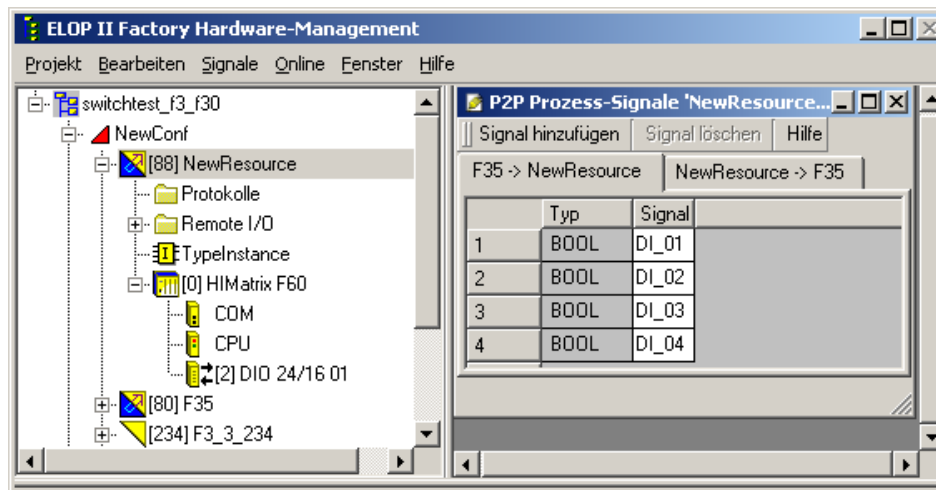 ELOP II Factory Hardware-Management
Projekt Bearbeiten Signale Online Fenster Hilfe
switchtest_f3_f30
NewConf
[88] NewResource
Protokolle
Remote I/O
TypeInstance
[0] HIMatrix F60
COM
CPU
[2] DIO 24/16 01
[80] F35
[234] F3_3_234
P2P Prozess-Signale 'NewResource...
Signal hinzufügen Signal löschen Hilfe
F35 -> NewResource NewResource -> F35
Typ Signal
1 BOOL DI_01
2 BOOL DI_02
3 BOOL DI_03
4 BOOL DI_04